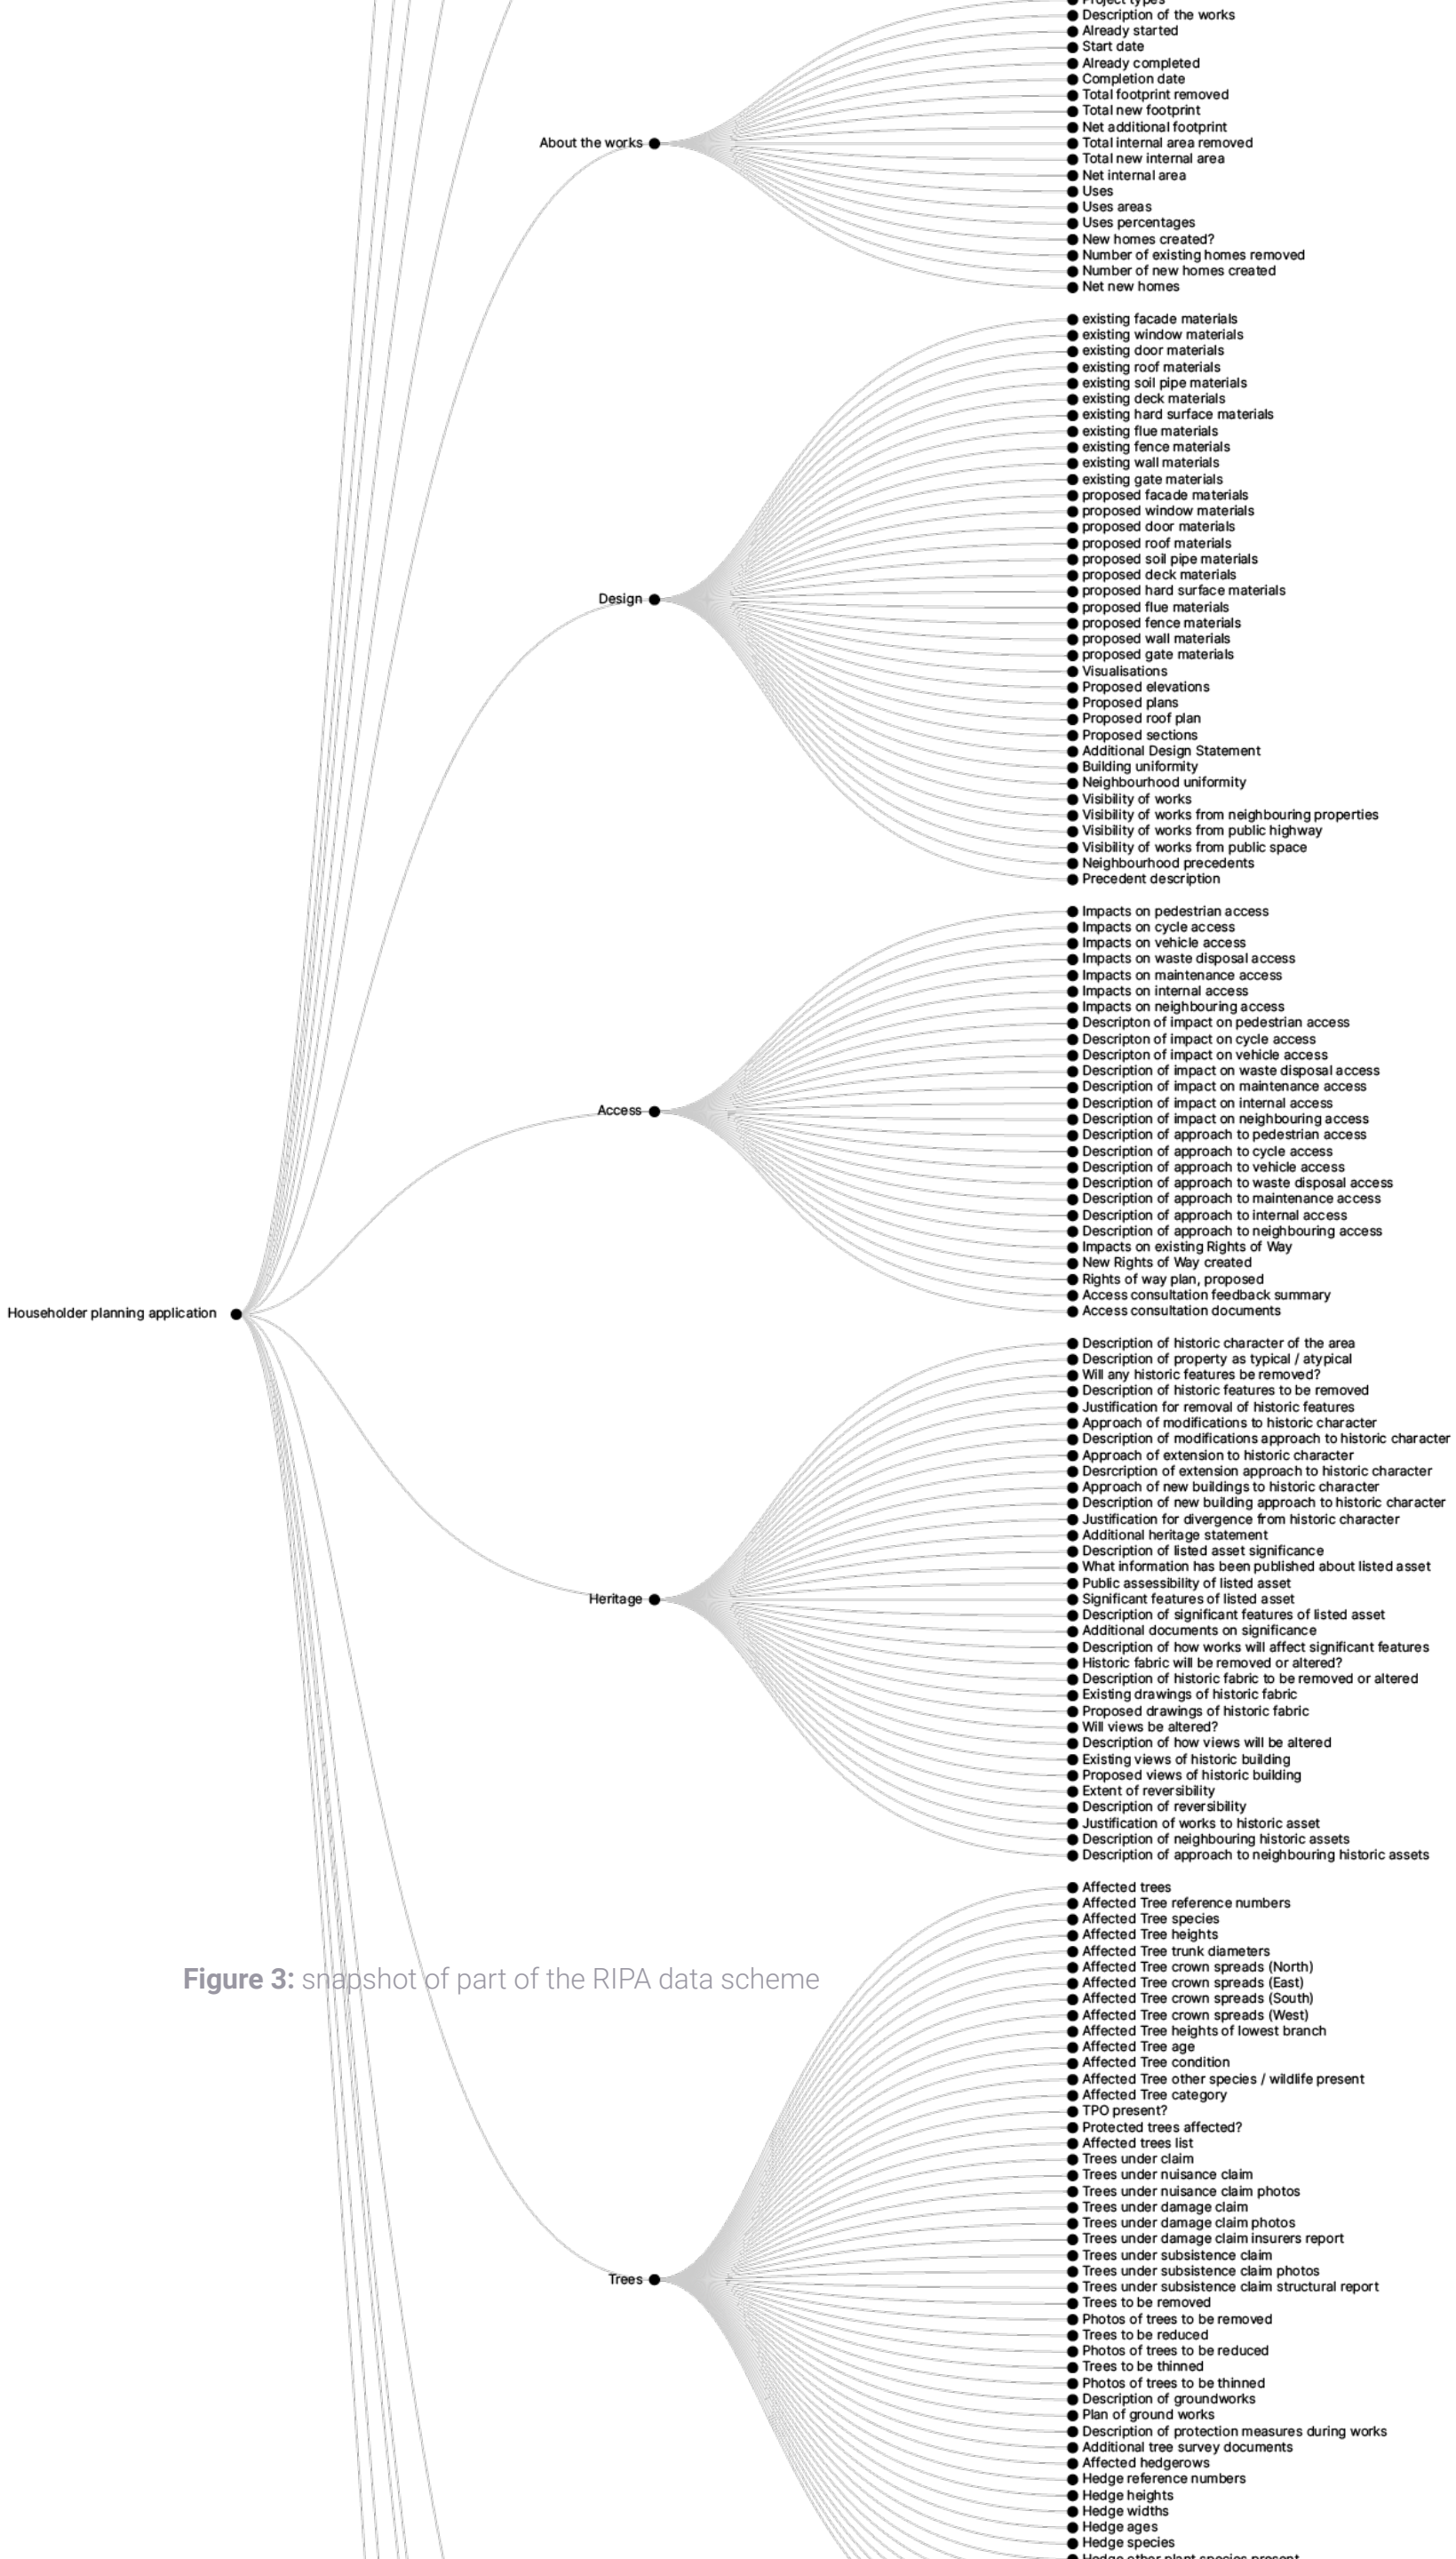 Project types
Description of the works
Already started
Start date
Already completed
Completion date
Total footprint removed
Total new footprint
Net additional footprint
About the works
Total internal area removed
Total new internal area
Net internal area
Uses
Uses areas
Uses percentages
New homes created?
Number of existing homes removed
Number of new homes created
Net new homes
existing facade materials
existing window materials
existing door materials
existing roof materials
existing soil pipe materials
existing deck materials
existing hard surface materials
existing flue materials
existing fence materials
existing wall materials
existing gate materials
proposed facade materials
proposed window materials
proposed door materials
proposed roof materials
proposed soil pipe materials
proposed deck materials
proposed hard surface materials
Design
proposed flue materials
proposed fence materials
proposed wall materials
proposed gate materials
Visualisations
Proposed elevations
Proposed plans
Proposed roof plan
Proposed sections
Additional Design Statement
Building uniformity
Neighbourhood uniformity
Visibility of works
Visibility of works from neighbouring properties
Visibility of works from public highway
Visibility of works from public space
Neighbourhood precedents
Precedent description
Impacts on pedestrian access
Impacts on cycle access
Impacts on vehicle access
Impacts on waste disposal access
Impacts on maintenance access
Impacts on internal access
Impacts on neighbouring access
Descripton of impact on pedestrian access
Descripton of impact on cycle access
Descripton of impact on vehicle access
Description of impact on waste disposal access
Description of impact on maintenance access
Description of impact on internal access
Access
Description of impact on neighbouring access
Description of approach to pedestrian access
Description of approach to cycle access
Description of approach to vehicle access
Description of approach to waste disposal access
Description of approach to maintenance access
Description of approach to internal access
Description of approach to neighbouring access
Impacts on existing Rights of Way
New Rights of Way created
Rights of way plan, proposed
Access consultation feedback summary
Access consultation documents
Householder planning application
Description of historic character of the area
Description of property as typical / atypical
Will any historic features be removed?
Description of historic features to be removed
Justification for removal of historic features
Approach of modifications to historic character
Description of modifications approach to historic character
Approach of extension to historic character
Desrcription of extension approach to historic character
Approach of new buildings to historic character
Description of new building approach to historic character
Justification for divergence from historic character
Additional heritage statement
Description of listed asset significance
What information has been published about listed asset
Public assessibility of listed asset
Heritage
Significant features of listed asset
Description of significant features of listed asset
Additional documents on significance
Description of how works will affect significant features
Historic fabric will be removed or altered?
Description of historic fabric to be removed or altered
Existing drawings of historic fabric
Proposed drawings of historic fabric
Will views be altered?
Description of how views will be altered
Existing views of historic building
Proposed views of historic building
Extent of reversibility
Description of reversibility
Justification of works to historic asset
Description of neighbouring historic assets
Description of approach to neighbouring historic assets
Affected trees
Affected Tree reference numbers
Affected Tree species
Affected Tree heights
Affected Tree trunk diameters
Affected Tree crown spreads (North)
Figure 3: snapshot of part of the RIPA data scheme
Affected Tree crown spreads (East)
Affected Tree crown spreads (South)
Affected Tree crown spreads (West)
Affected Tree heights of lowest branch
Affected Tree age
Affected Tree condition
Affected Tree other species / wildlife present
Affected Tree category
TPO present?
Protected trees affected?
Affected trees list
Trees under claim
Trees under nuisance claim
Trees under nuisance claim photos
Trees under damage claim
Trees under damage claim photos
Trees under damage claim insurers report
Trees under subsistence claim
Trees under subsistence claim photos
Trees
Trees under subsistence claim structural report
Trees to be removed
Photos of trees to be removed
Trees to be reduced
Photos of trees to be reduced
Trees to be thinned
Photos of trees to be thinned
Description of groundworks
Plan of ground works
Description of protection measures during works
Additional tree survey documents
Affected hedgerows
Hedge reference numbers
Hedge heights
Hedge widths
Hedge ages
Hedge species
Hedge other plant species present